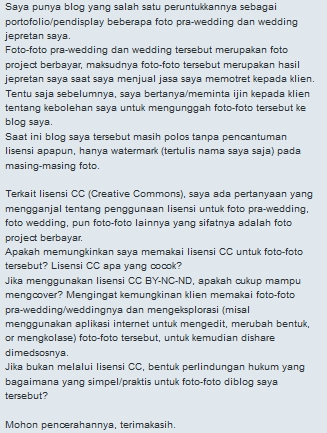 Saya punya blog yang salah satu peruntukkannya sebagai
portofolio/pendisplay beberapa foto pra-wedding dan wedding
jepretan saya.
Foto-foto pra-wedding dan wedding tersebut merupakan foto
project berbayar, maksudnya foto-foto tersebut merupakan hasil
jepretan saya saat saya menjual jasa saya memotret kepada klien.
Tentu saja sebelumnya, saya bertanya/meminta ijin kepada klien
tentang kebolehan saya untuk mengunggah foto-foto tersebut ke
blog saya.
Saat ini blog saya tersebut masih polos tanpa pencantuman
lisensi apapun, hanya watermark (tertulis nama saya saja) pada
masing-masing foto.
Terkait lisensi CC (Creative Commons), saya ada pertanyaan yang
mengganjal tentang penggunaan lisensi untuk foto pra-wedding,
foto wedding, pun foto-foto lainnya yang sifatnya adalah foto
project berbayar.
Apakah memungkinkan saya memakai lisensi CC untuk foto-foto
tersebut? Lisensi CC apa yang cocok?
Jika menggunakan lisensi CC BY-NC-ND, apakah cukup mampu
mengcover? Mengingat kemungkinan klien memakai foto-foto
pra-wedding/weddingnya dan mengeksplorasi (misal
menggunakan aplikasi internet untuk mengedit, merubah bentuk,
or mengkolase) foto-foto tersebut, untuk kemudian dishare
dimedsosnya.
Jika bukan melalui lisensi CC, bentuk perlindungan hukum yang
bagaimana yang simpel/praktis untuk foto-foto diblog saya
tersebut?
Mohon pencerahannya, terimakasih.